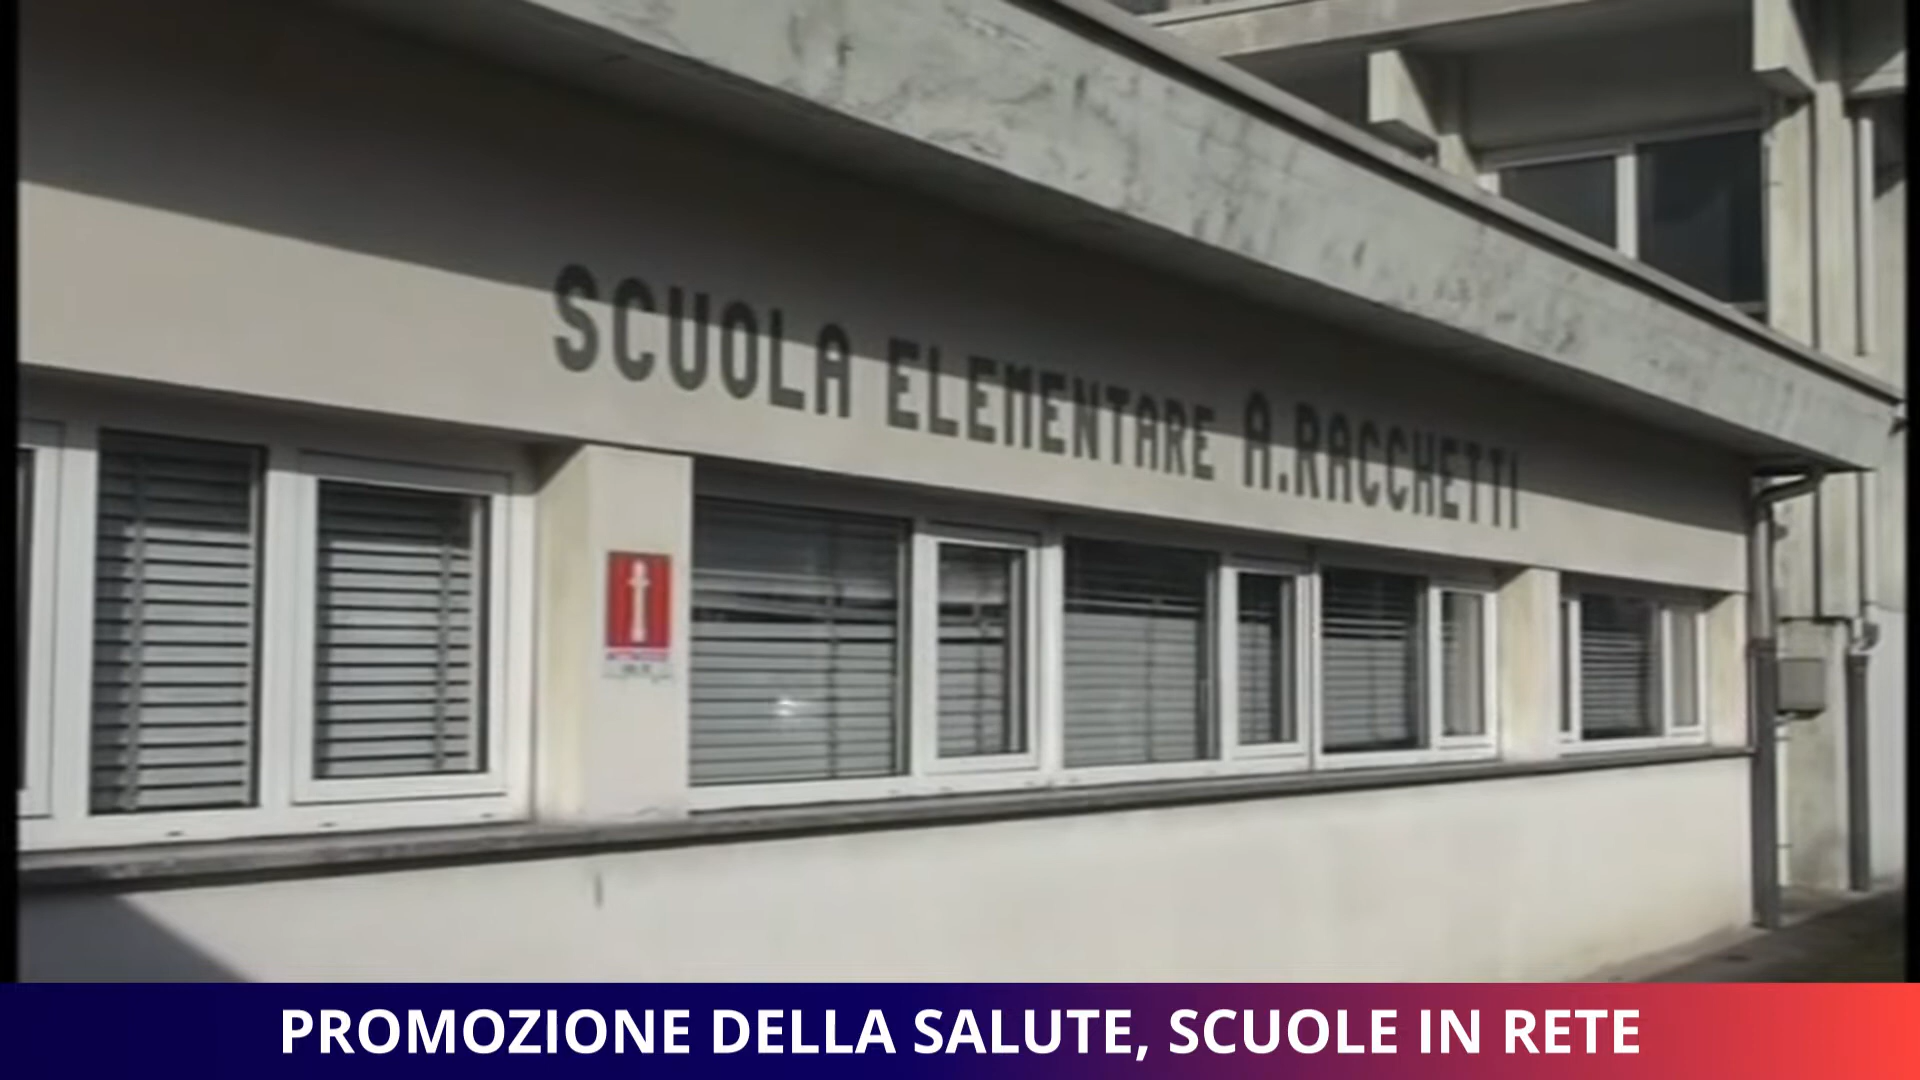 SCUOLA ELEMENTARE A.RACCHETTI
PROMOZIONE DELLA SALUTE, SCUOLE IN RETE